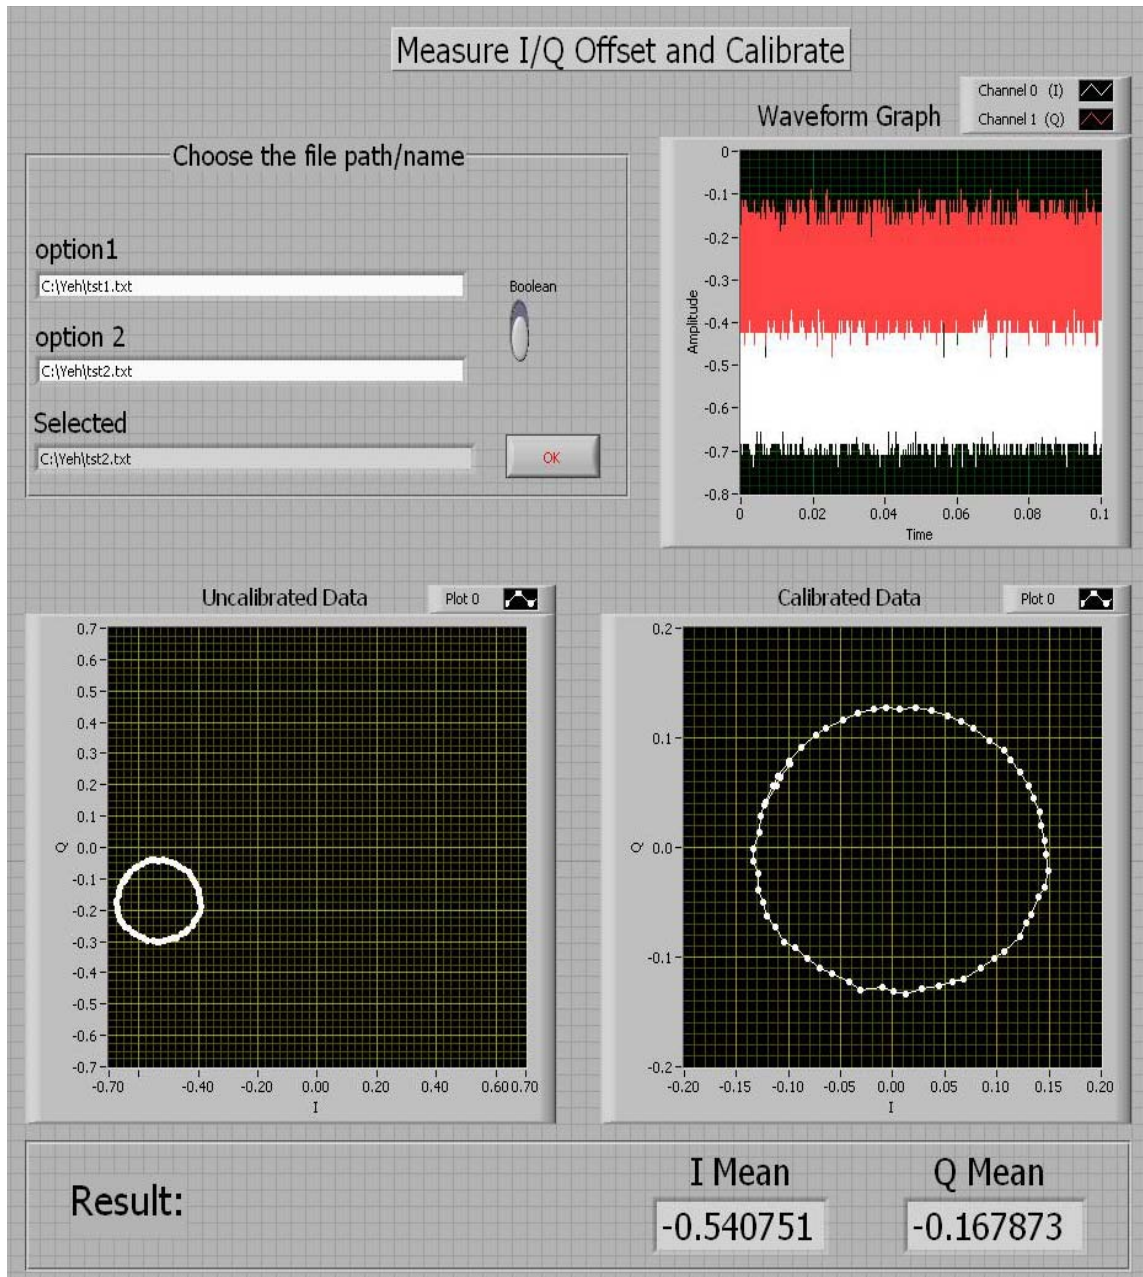 Measure I/Q Offset and Calibrate
Choose the file path/name
option1
C:\Yeh\tst1.txt
option 2
C:\Yeh\tst2.txt
Selected
C:\Yeh\tst2.txt
Boolean
OK
Waveform Graph
Channel 0 (I)
Channel 1 (Q)
Amplitude
0
-0.1
-0.2
-0.3
-0.4
-0.5
-0.6
-0.7
-0.8
0 0.02 0.04 0.06 0.08 0.1
Time
Uncalibrated Data
Plot 0
Q
0.7
0.6
0.5
0.4
0.3
0.2
0.1
0.0
-0.1
-0.2
-0.3
-0.4
-0.5
-0.6
-0.7
-0.70 -0.40 -0.20 0.00 0.20 0.40 0.60 0.70
I
Calibrated Data
Plot 0
Q
0.2
0.1
0.0
-0.1
-0.2
-0.20 -0.15 -0.10 -0.05 0.00 0.05 0.10 0.15 0.20
I
Result:
I Mean
-0.540751
Q Mean
-0.167873